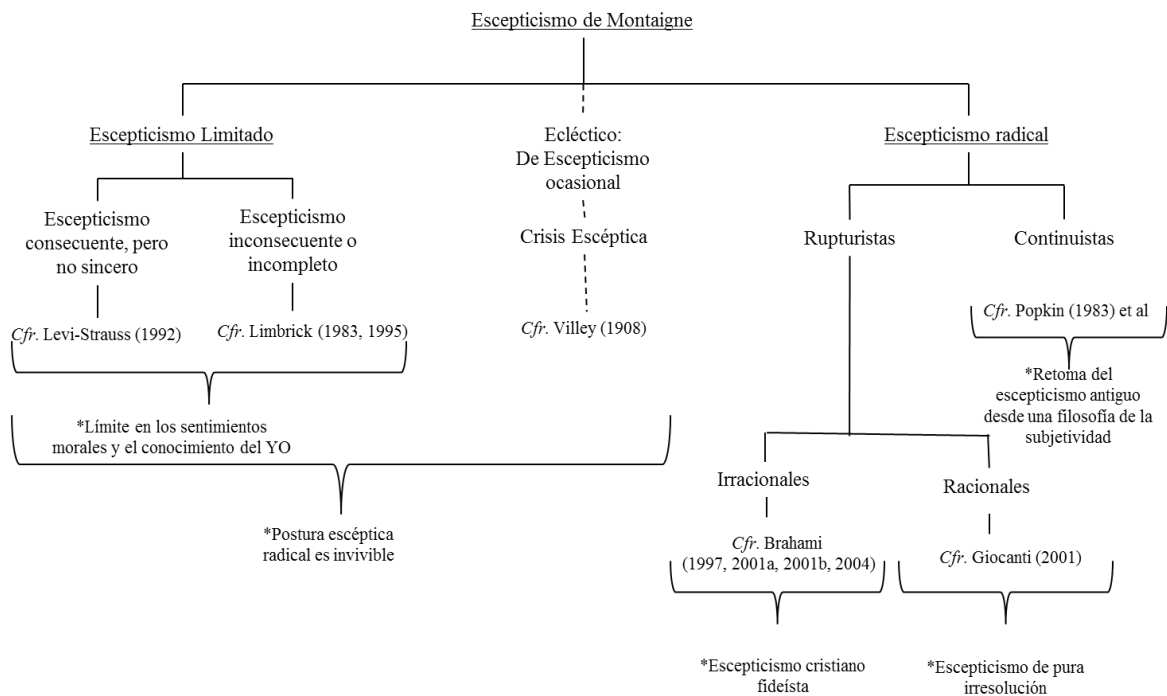 Escepticismo de Montaigne
Escepticismo Limitado
Escepticismo
consecuente, pero
no sincero
Cfr. Levi-Strauss (1992)
Escepticismo
inconsecuente o
incompleto
Cfr. Limbrick (1983, 1995)
*Límite en los sentimientos
morales y el conocimiento del YO
Ecléctico:
De Escepticismo
ocasional
Crisis Escéptica
Cfr. Villey (1908)
*Postura escéptica
radical es invivible
Escepticismo radical
Rupturistas
Continuistas
Cfr. Popkin (1983) et al
*Retoma del
escepticismo antiguo
desde una filosofía de la
subjetividad
Irracionales
Cfr. Brahami
(1997, 2001a, 2001b, 2004)
*Escepticismo cristiano
fideísta
Racionales
Cfr. Giocanti (2001)
*Escepticismo de pura
irresolución